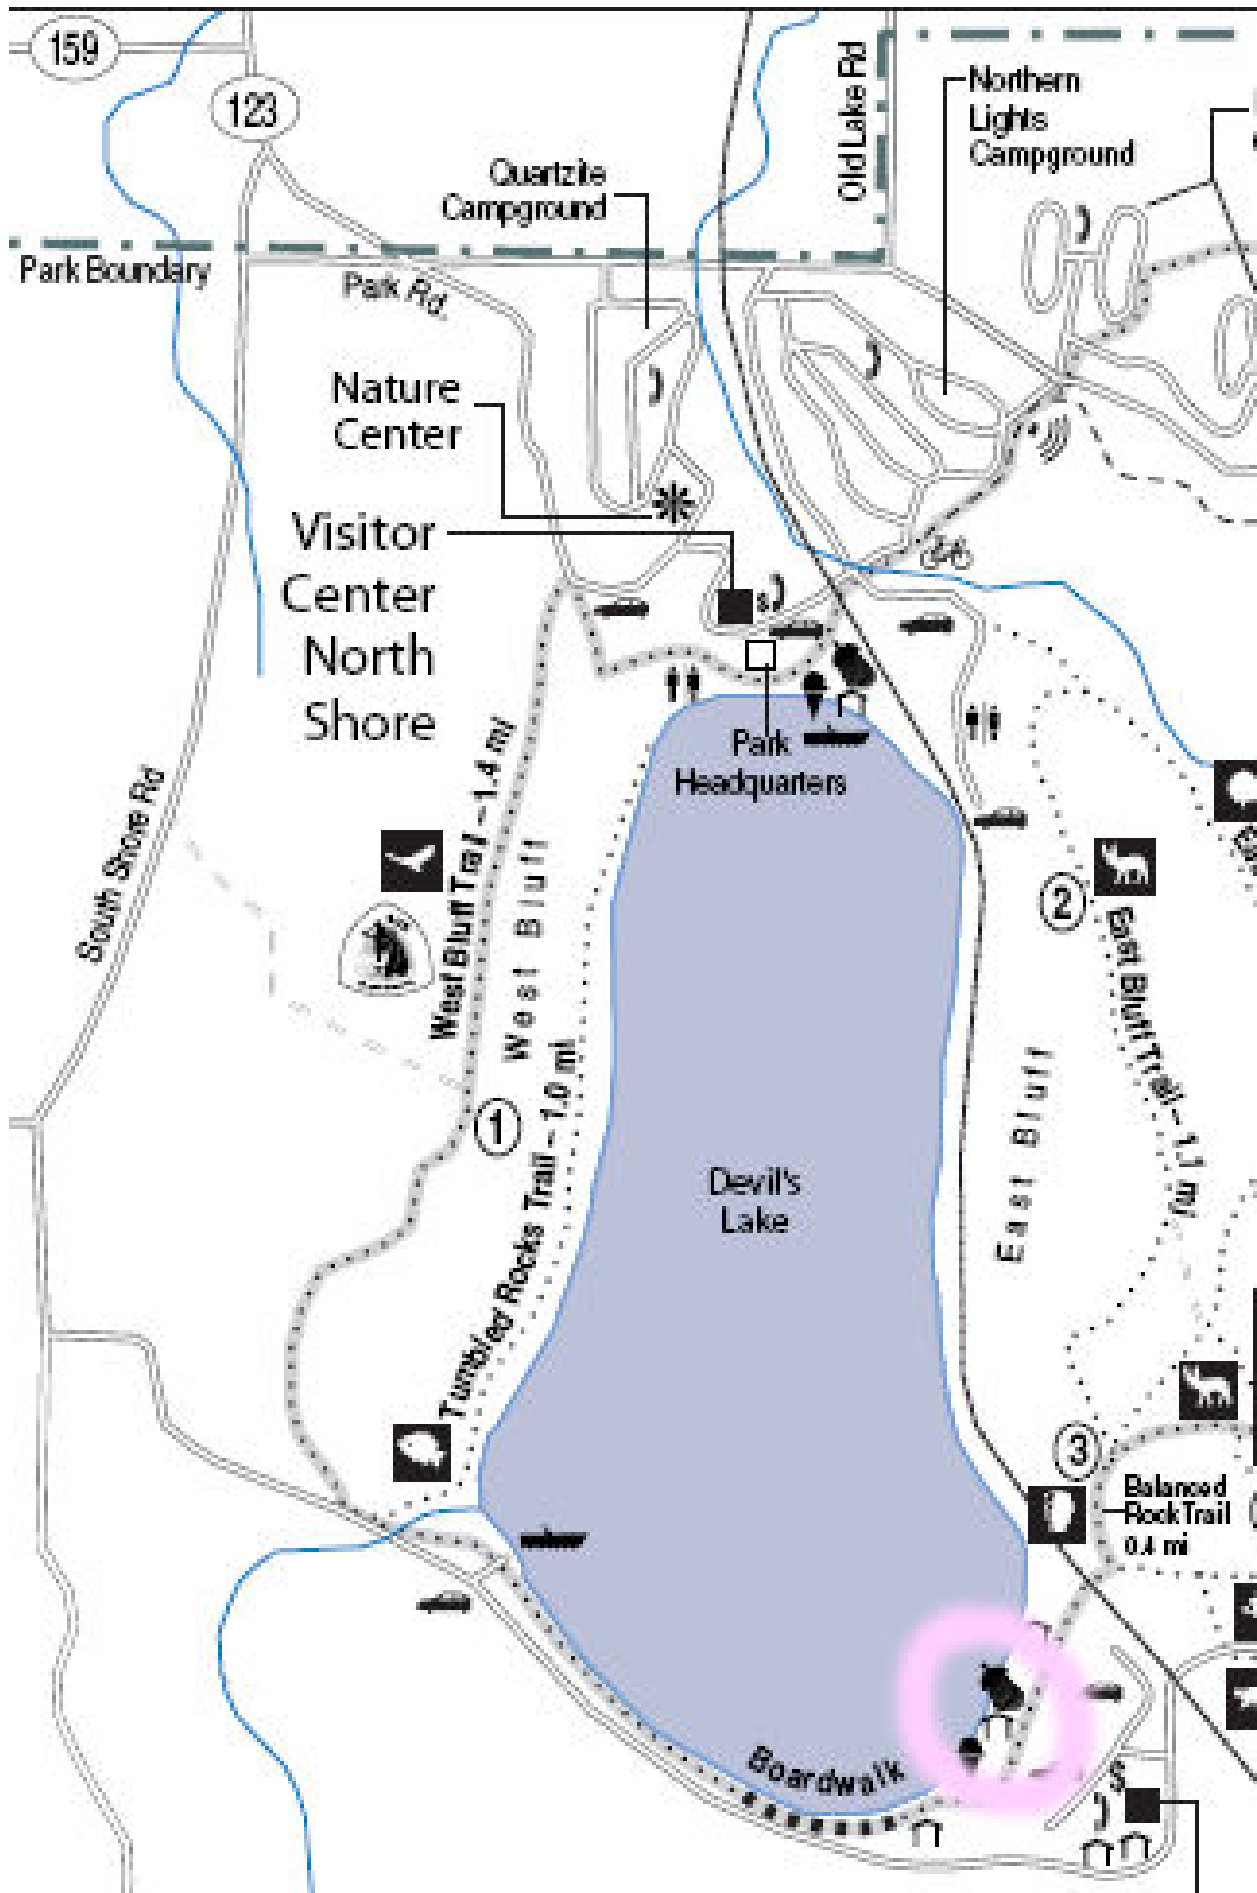 159
123
Old Lake Rd
Northern
Lights
Campground
Quartzite
Campground
Park Boundary
Park Rd.
Nature
Center
Visitor
Center
North
Shore
s
Park
Headquarters
South Shore Rd
West Bluff Trail – 1.4 mi
West Bluff
2
East Bluff Trail – 1.1 mi
East Bluff
1
Tumbled Rocks Trail – 1.0 mi
Devil's
Lake
3
Balanced
Rock Trail
0.4 mi
Boardwalk
S